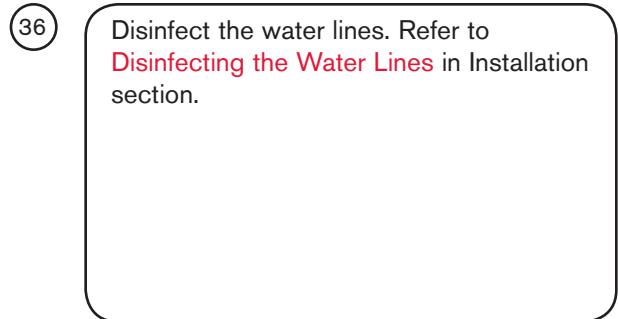 36
Disinfect the water lines. Refer to
Disinfecting the Water Lines in Installation
section.